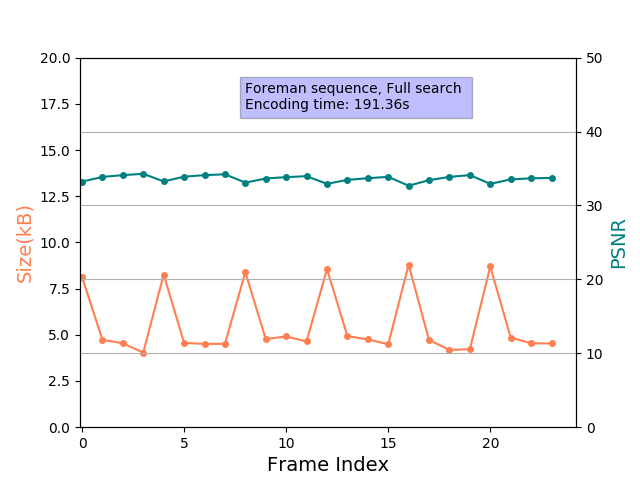 Foreman sequence, Full search
Encoding time: 191.36s
20.0
17.5
15.0
12.5
10.0
7.5
5.0
2.5
0.0
Size(kB)
50
40
30
20
10
0
PSNR
0 5 10 15 20
Frame Index